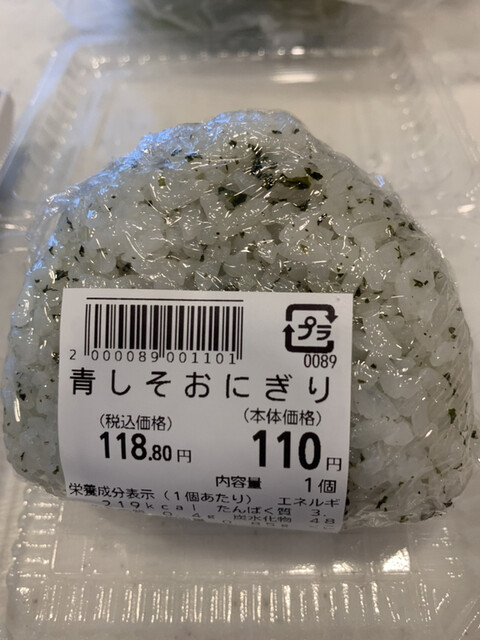 プラ
2 000089 001101
0089
青しそおにぎり
(税込価格) (本体価格)
118.80円 110円
内容量 1個
栄養成分表示(1個あたり) エネルギ
219kcal たんぱく質 3.
炭水化物 48